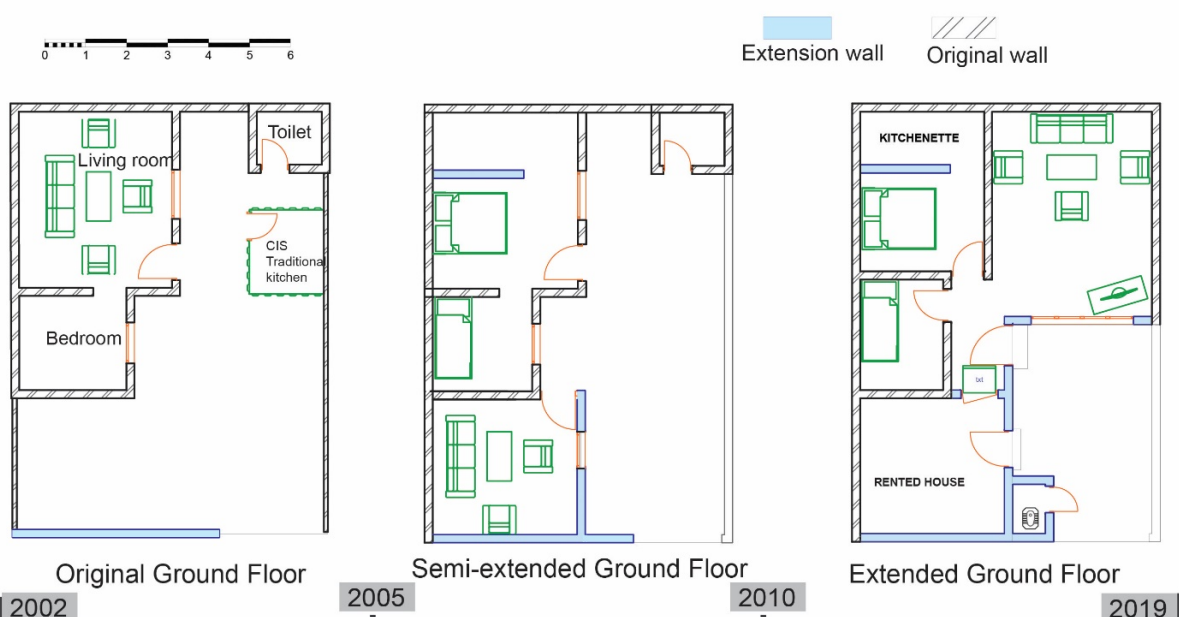 0 1 2 3 4 5 6
Extension wall
Original wall
Toilet
Living room
CIS
Traditional
kitchen
Bedroom
KITCHENETTE
txt
RENTED HOUSE
Original Ground Floor
Semi-extended Ground Floor
Extended Ground Floor
2002
2005
2010
2019